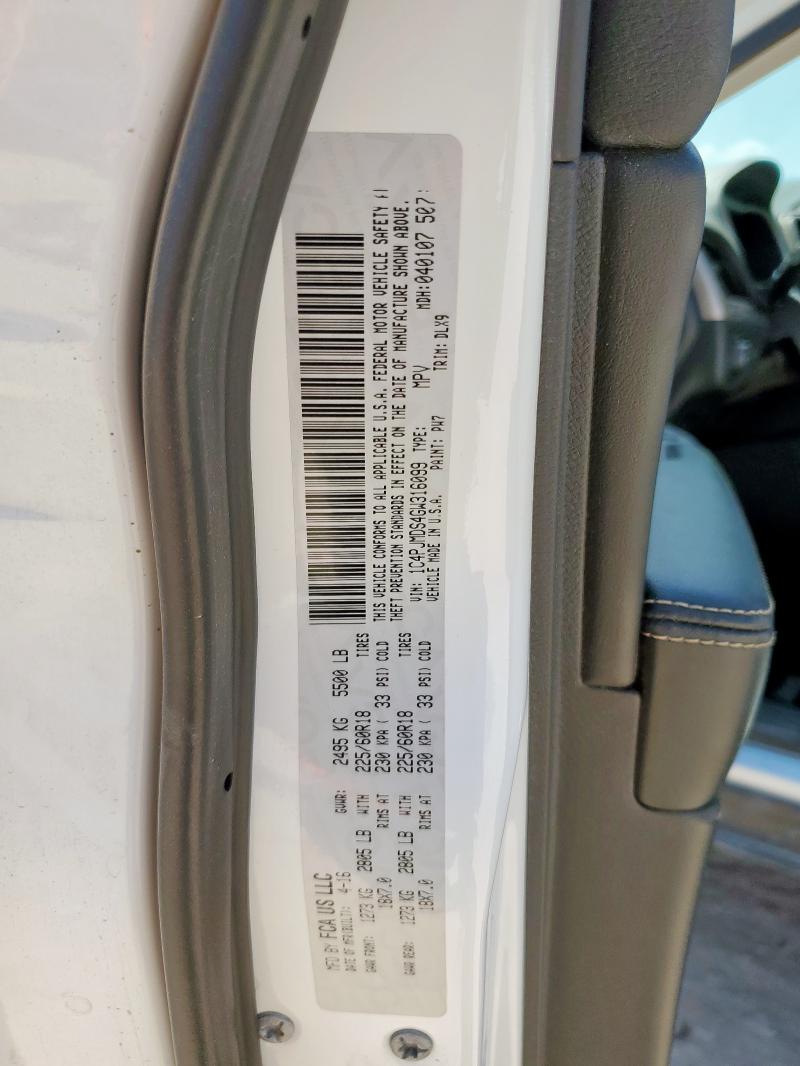 MFD BY FCA US LLC
DATE OF MFR(BUILT): 4-16 GVWR: 2495 KG 5500 LB
GAWR FRONT: 1273 KG 2805 LB WITH 225/60R18 TIRES
18X7.0 RIMS AT 230 KPA ( 33 PSI) COLD
GAWR REAR: 1273 KG 2805 LB WITH 225/60R18 TIRES
18X7.0 RIMS AT 230 KPA ( 33 PSI) COLD
THIS VEHICLE CONFORMS TO ALL APPLICABLE U.S.A. FEDERAL MOTOR VEHICLE SAFETY
THEFT PREVENTION STANDARDS IN EFFECT ON THE DATE OF MANUFACTURE SHOWN ABOVE.
VIN: 1C4PJMDS4GW316099 TYPE: MPV MDH:040107 507
VEHICLE MADE IN U.S.A. PAINT: PW7 TRIM: DLX9